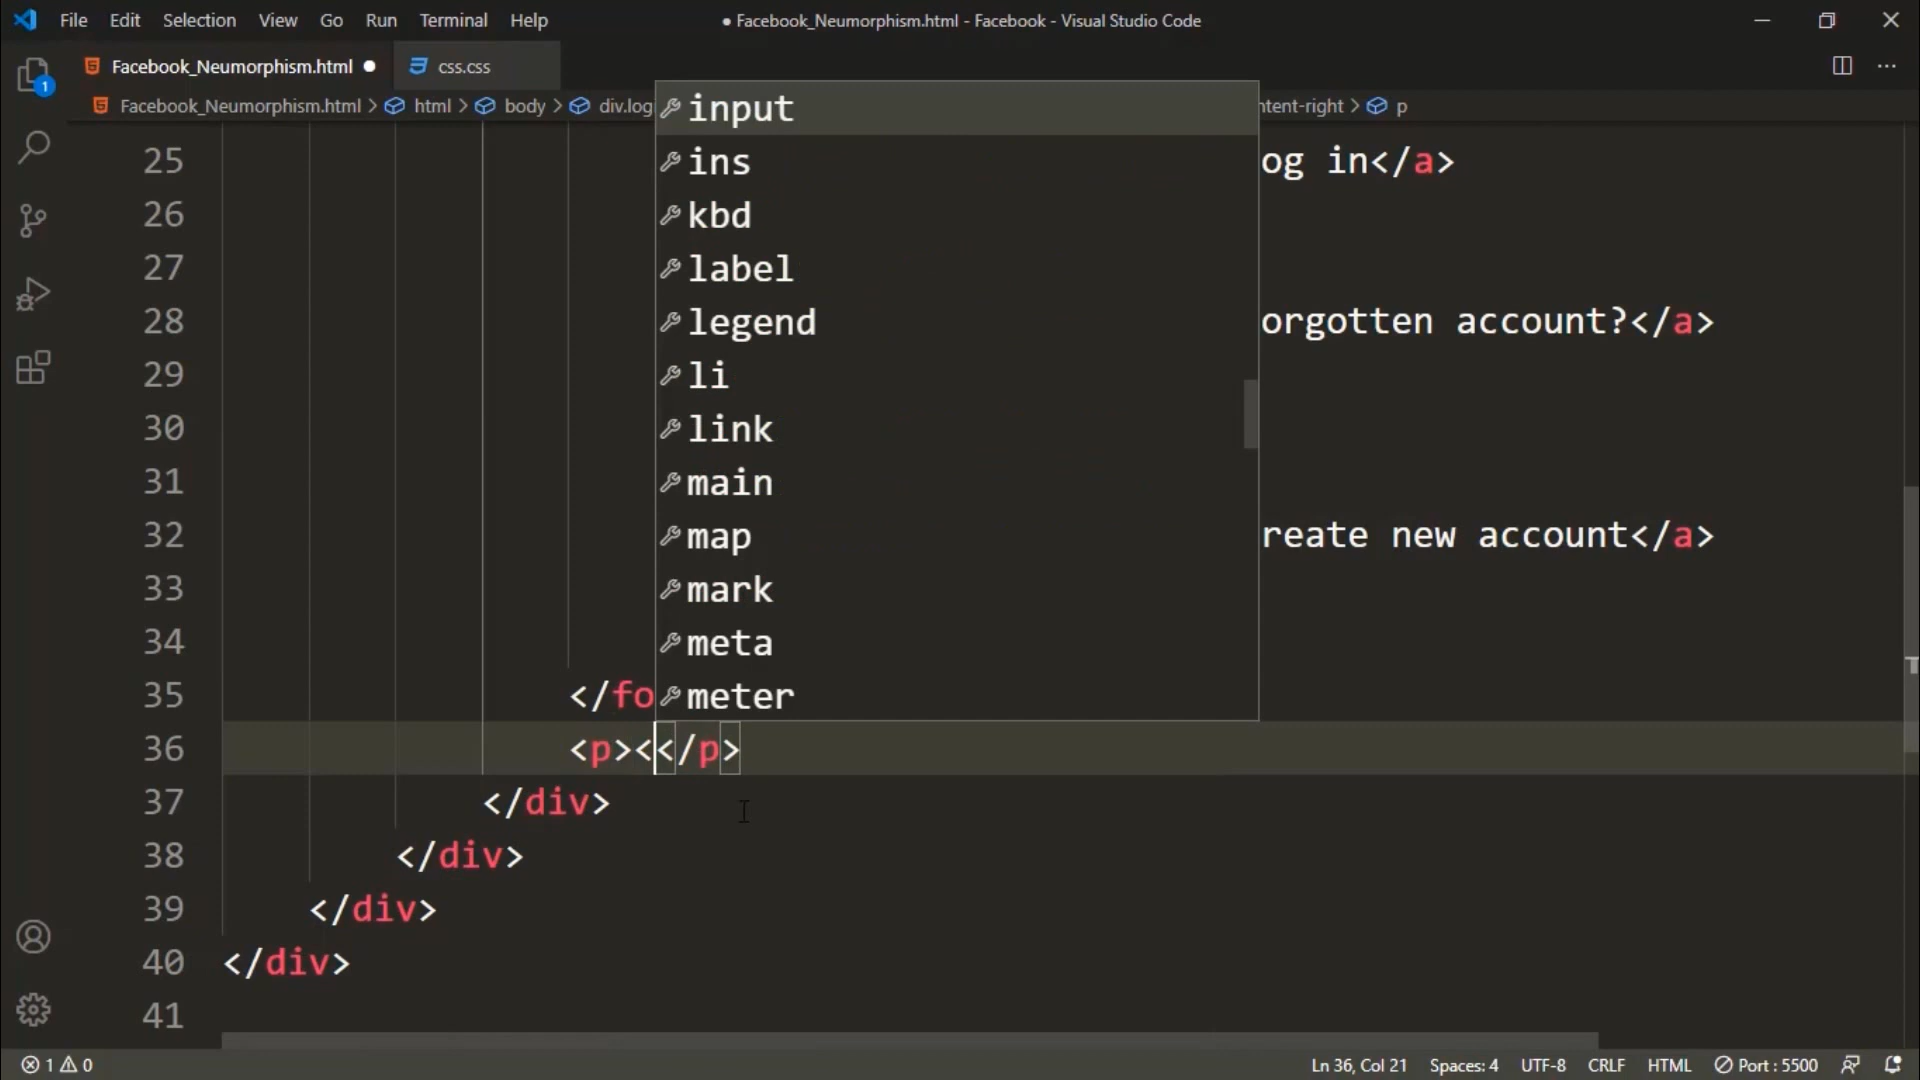 File Edit Selection View Go Run Terminal Help ● Facebook_Neumorphism.html - Facebook - Visual Studio Code
Facebook_Neumorphism.html ● css.css
Facebook_Neumorphism.html > html > body > div.log ntent-right > p
1
input
ins
kbd
label
legend
li
link
main
map
mark
meta
meter
25 og in</a>
26
27
28 orgotten account?</a>
29
30
31
32 reate new account</a>
33
34
35 </fo
36 <p><</p>
37 </div>
38 </div>
39 </div>
40 </div>
41
1 0 Ln 36, Col 21 Spaces: 4 UTF-8 CRLF HTML Port : 5500